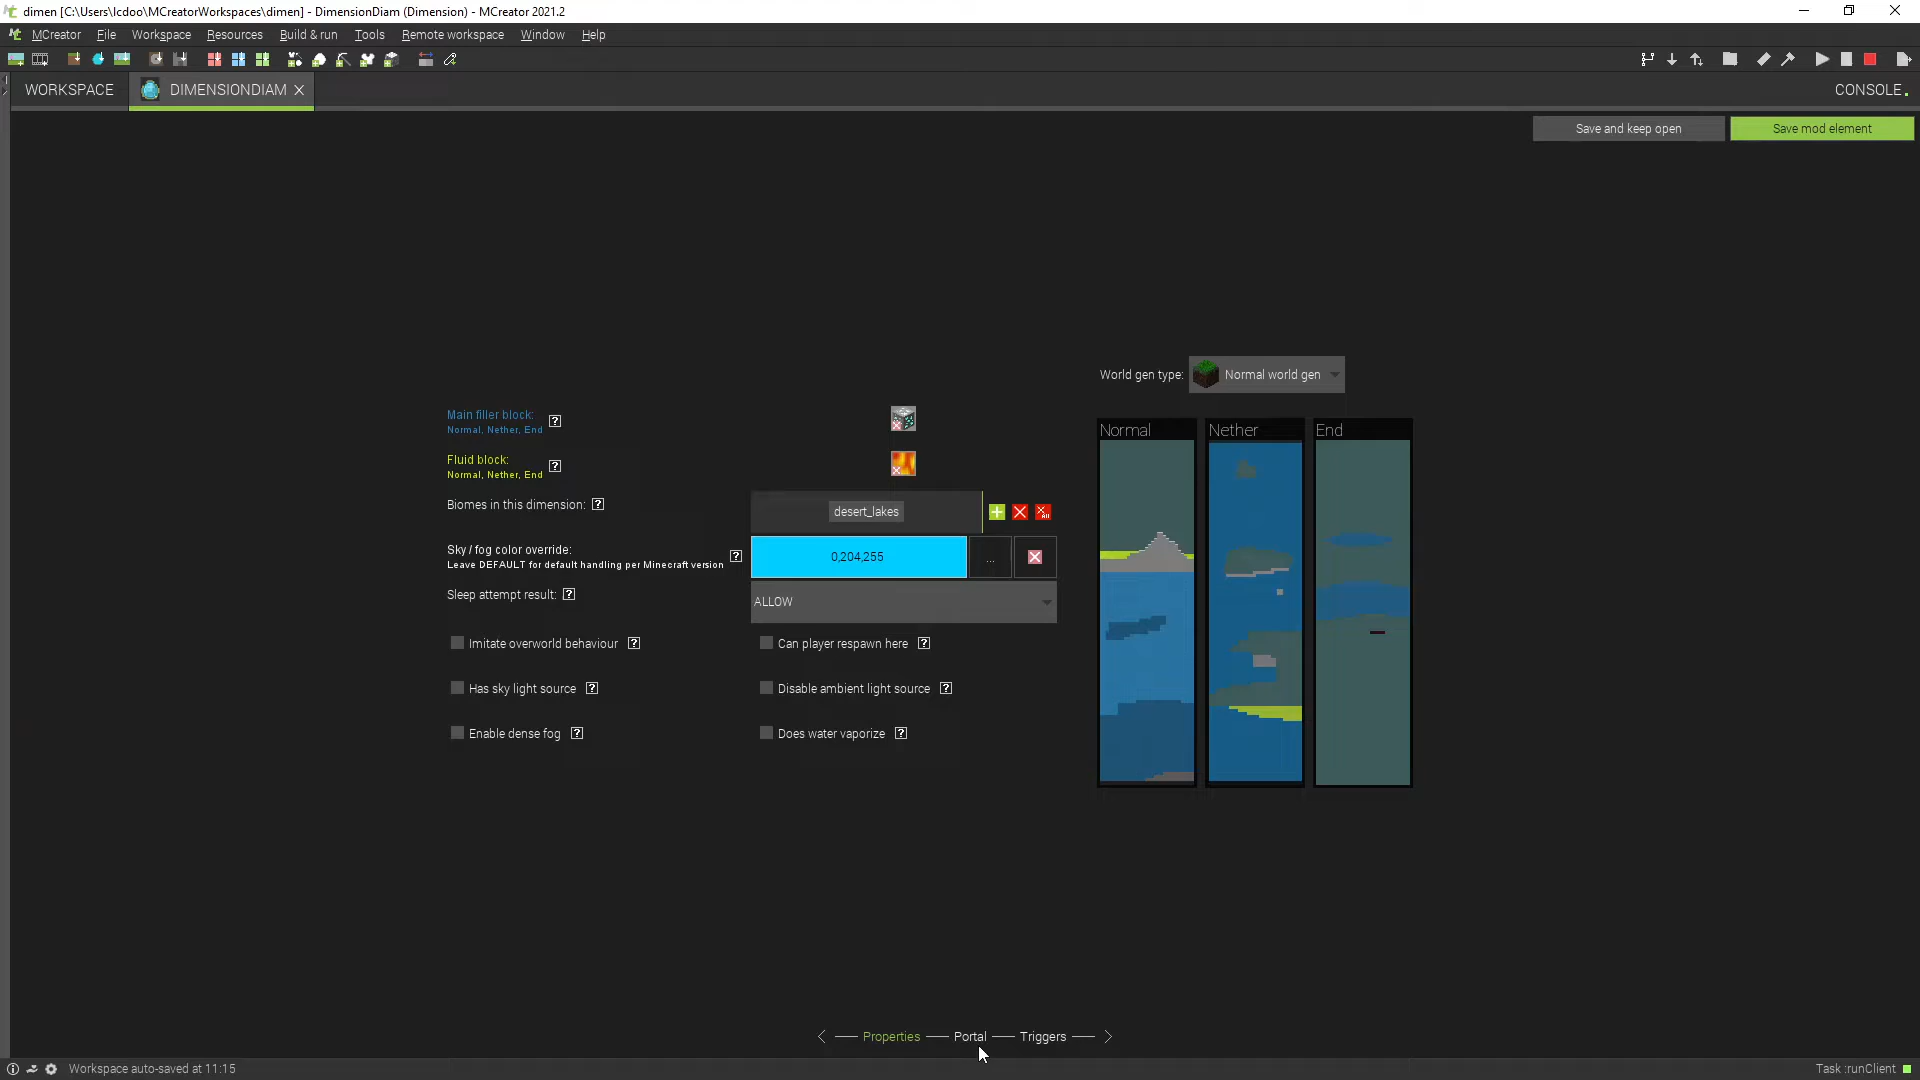 dimen [C:\Users\lcdoo\MCreatorWorkspaces\dimen] - DimensionDiam (Dimension) - MCreator 2021.2
MCreator File Workspace Resources Build & run Tools Remote workspace Window Help
WORKSPACE DIMENSIONDIAM CONSOLE.
Save and keep open Save mod element
World gen type: Normal world gen
Main filler block:
Normal, Nether, End
Normal Nether End
Fluid block:
Normal, Nether, End
Biomes in this dimension: desert_lakes
Sky / fog color override:
Leave DEFAULT for default handling per Minecraft version
0,204,255 ...
Sleep attempt result: ALLOW
Imitate overworld behaviour Can player respawn here
Has sky light source Disable ambient light source
Enable dense fog Does water vaporize
Properties Portal Triggers
Workspace auto-saved at 11:15 Task :runClient